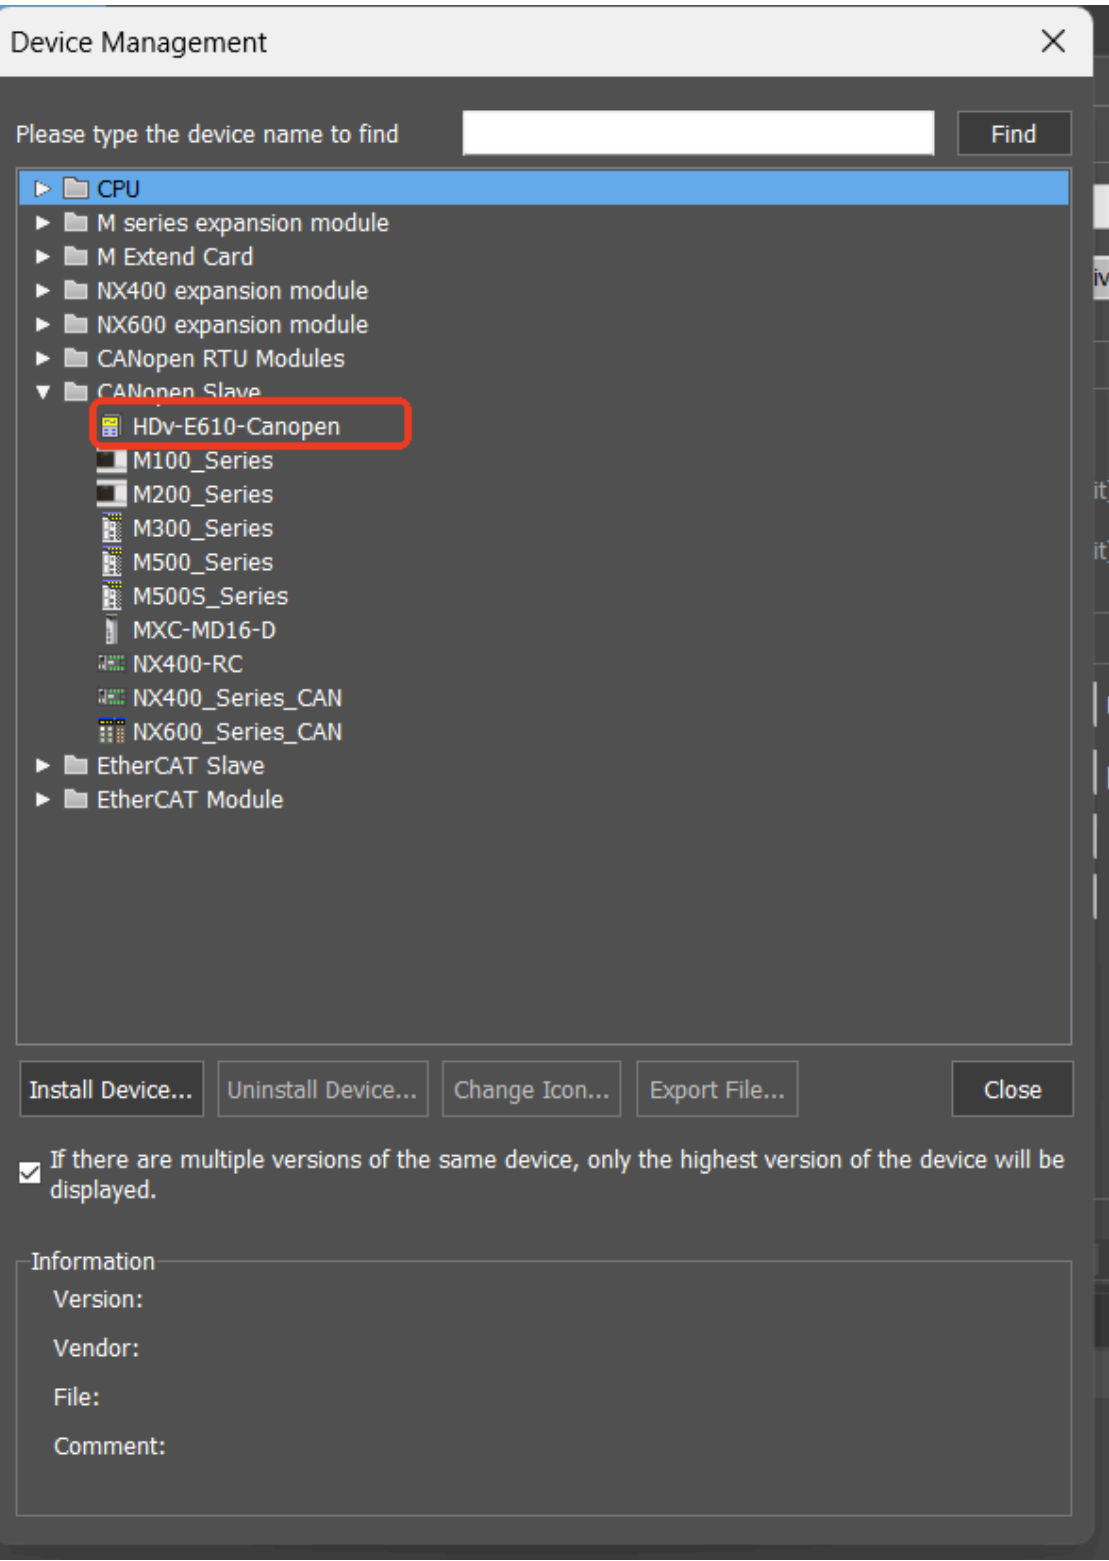 Device Management
Please type the device name to find
Find
CPU
M series expansion module
M Extend Card
NX400 expansion module
NX600 expansion module
CANopen RTU Modules
CANopen Slave
HDv-E610-Canopen
M100_Series
M200_Series
M300_Series
M500_Series
M500S_Series
MXC-MD16-D
NX400-RC
NX400_Series_CAN
NX600_Series_CAN
EtherCAT Slave
EtherCAT Module
Install Device...
Uninstall Device...
Change Icon...
Export File...
Close
If there are multiple versions of the same device, only the highest version of the device will be
displayed.
Information
Version:
Vendor:
File:
Comment: